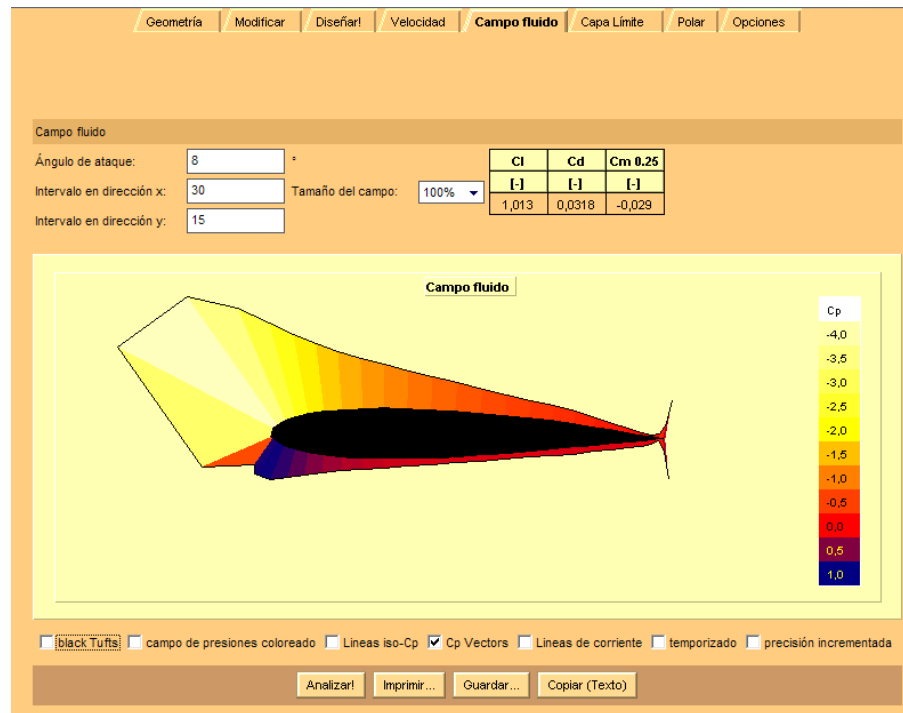 Geometría Modificar Diseñar! Velocidad Campo fluido Capa Límite Polar Opciones
Campo fluido
Ángulo de ataque: 8 °
Cl Cd Cm 0.25
[-] [-] [-]
Intervalo en dirección x: 30 Tamaño del campo: 100%
1,013 0,0318 -0,029
Intervalo en dirección y: 15
Campo fluido
Cp
-4,0
-3,5
-3,0
-2,5
-2,0
-1,5
-1,0
-0,5
0,0
0,5
1,0
black Tufts campo de presiones coloreado Lineas iso-Cp Cp Vectors Lineas de corriente temporizado precisión incrementada
Analizar! Imprimir... Guardar... Copiar (Texto)